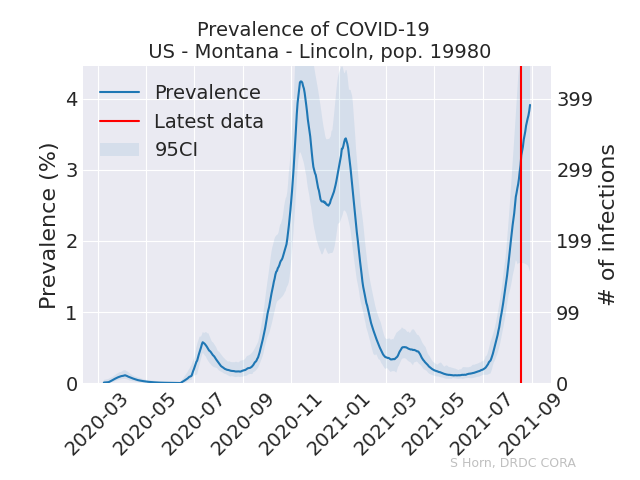 Prevalence of COVID-19
US - Montana - Lincoln, pop. 19980
Prevalence
Latest data
95CI
Prevalence (%)
4
3
2
1
0
# of infections
399
299
199
99
0
2020-03
2020-05
2020-07
2020-09
2020-11
2021-01
2021-03
2021-05
2021-07
2021-09
S Horn, DRDC CORA